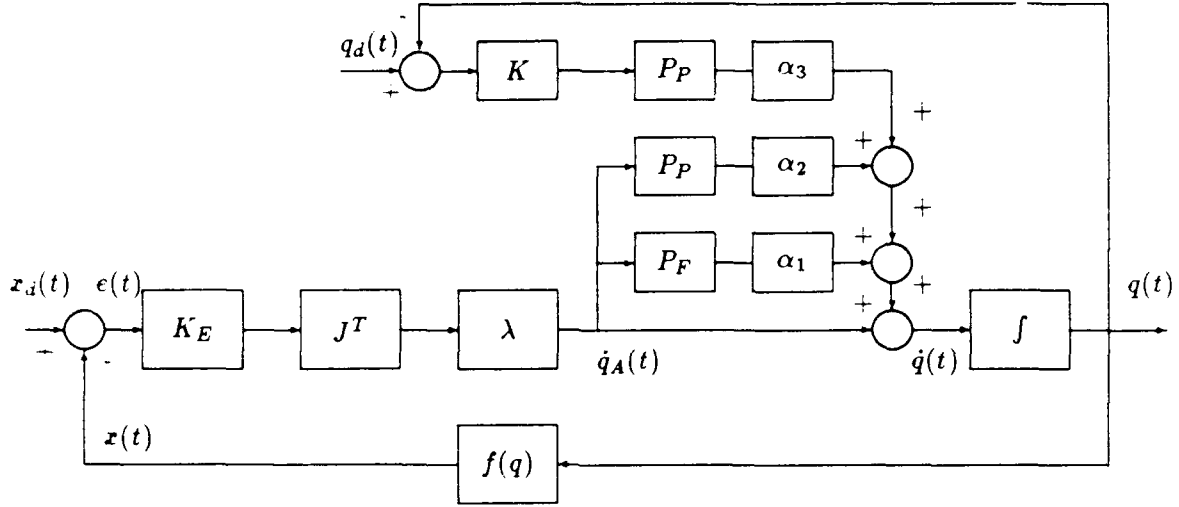 -
q_d(t)
+
K
P_P
α_3
+
+
P_P
α_2
+
+
P_F
α_1
+
+
x_d(t)
ϵ(t)
+
-
K_E
J^T
λ
q̇_A(t)
q̇(t)
∫
q(t)
x(t)
f(q)